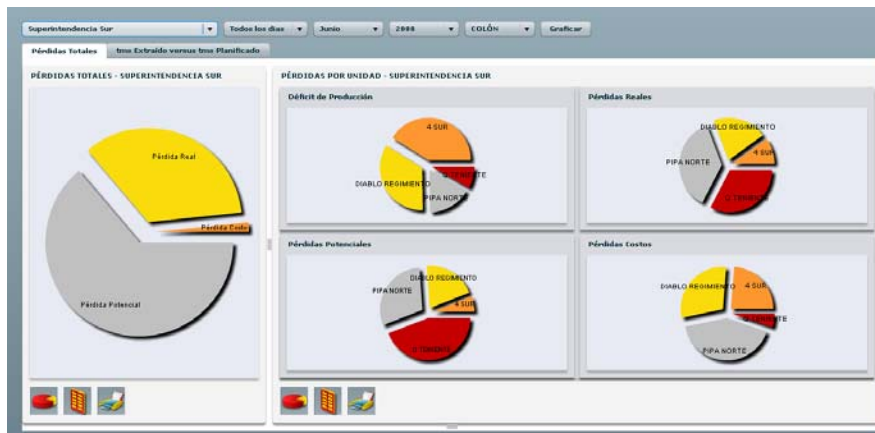 Superintendencia Sur Todos los dias Junio 2008 COLÓN Graficar
Pérdidas Totales tms Extraído versus tms Planificado
PÉRDIDAS TOTALES - SUPERINTENDENCIA SUR
Pérdida Real
Pérdida Costo
Pérdida Potencial
PÉRDIDAS POR UNIDAD - SUPERINTENDENCIA SUR
Déficit de Producción
4 SUR
DIABLO REGIMIENTO
PIPA NORTE
Pérdidas Reales
DIABLO REGIMIENTO
4 SUR
PIPA NORTE
Pérdidas Potenciales
DIABLO REGIMIENTO
PIPA NORTE
4 SUR
Pérdidas Costos
DIABLO REGIMIENTO
4 SUR
PIPA NORTE